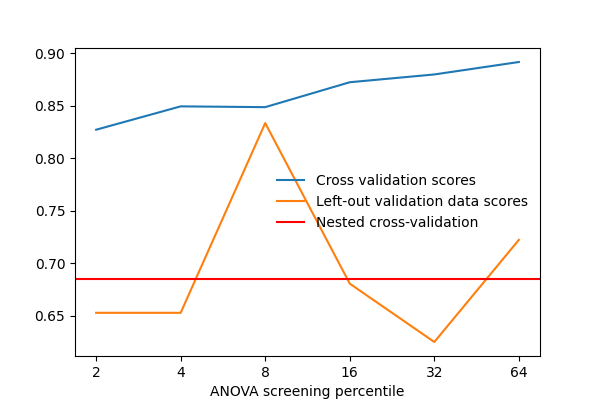 0.90
0.85
0.80
0.75
0.70
0.65
Cross validation scores
Left-out validation data scores
Nested cross-validation
2 4 8 16 32 64
ANOVA screening percentile